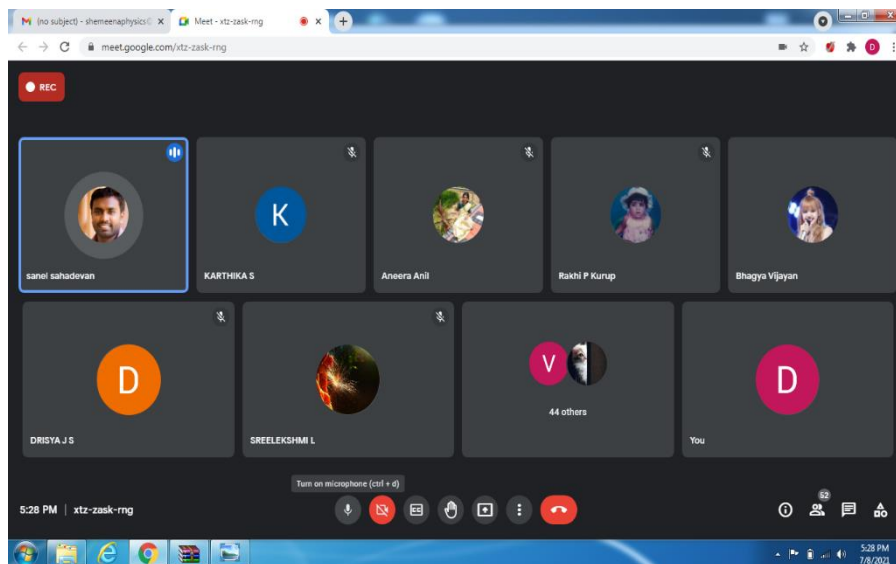 (no subject) - shemeenaphysics
Meet - xtz-zask-rng
meet.google.com/xtz-zask-rng
D
REC
K
sanel sahadevan
KARTHIKA S
Aneera Anil
Rakhi P Kurup
Bhagya Vijayan
D
V
D
44 others
DRISYA J S
SREELEKSHMI L
You
Turn on microphone (ctrl + d)
52
5:28 PM | xtz-zask-rng
CC
5:28 PM
7/8/2021